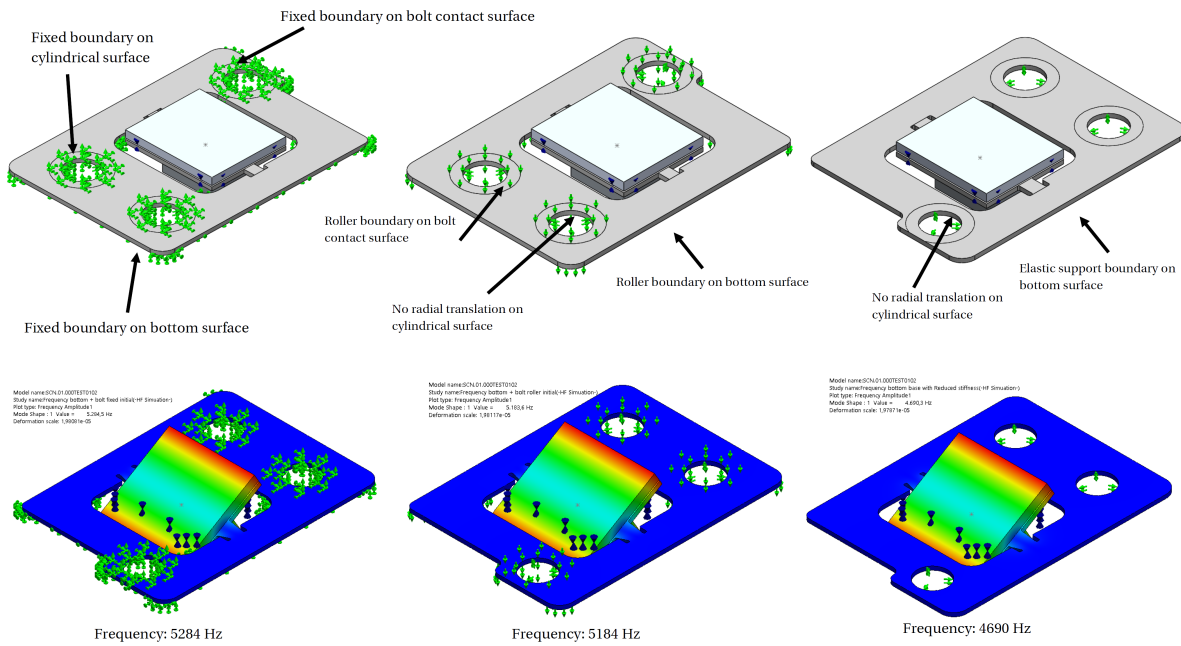 Fixed boundary on bolt contact surface
Fixed boundary on
cylindrical surface
Fixed boundary on bottom surface
Roller boundary on bolt
contact surface
Roller boundary on bottom surface
No radial translation on
cylindrical surface
Elastic support boundary on
bottom surface
No radial translation on
cylindrical surface
Model name:SCN.01.000TEST0102
Study name:Frequency bottom + bolt fixed initial(-HF Simuation-)
Plot type: Frequency Amplitude1
Mode Shape : 1 Value = 5.284,5 Hz
Deformation scale: 1,98081e-05
Model name:SCN.01.000TEST0102
Study name:Frequency bottom + bolt roller initial(-HF Simuation-)
Plot type: Frequency Amplitude1
Mode Shape : 1 Value = 5.183,6 Hz
Deformation scale: 1,98117e-05
Model name:SCN.01.000TEST0102
Study name:Frequency bottom base with Reduced stiffness(-HF Simuation-)
Plot type: Frequency Amplitude1
Mode Shape : 1 Value = 4.690,3 Hz
Deformation scale: 1,97871e-05
Frequency: 5284 Hz
Frequency: 5184 Hz
Frequency: 4690 Hz